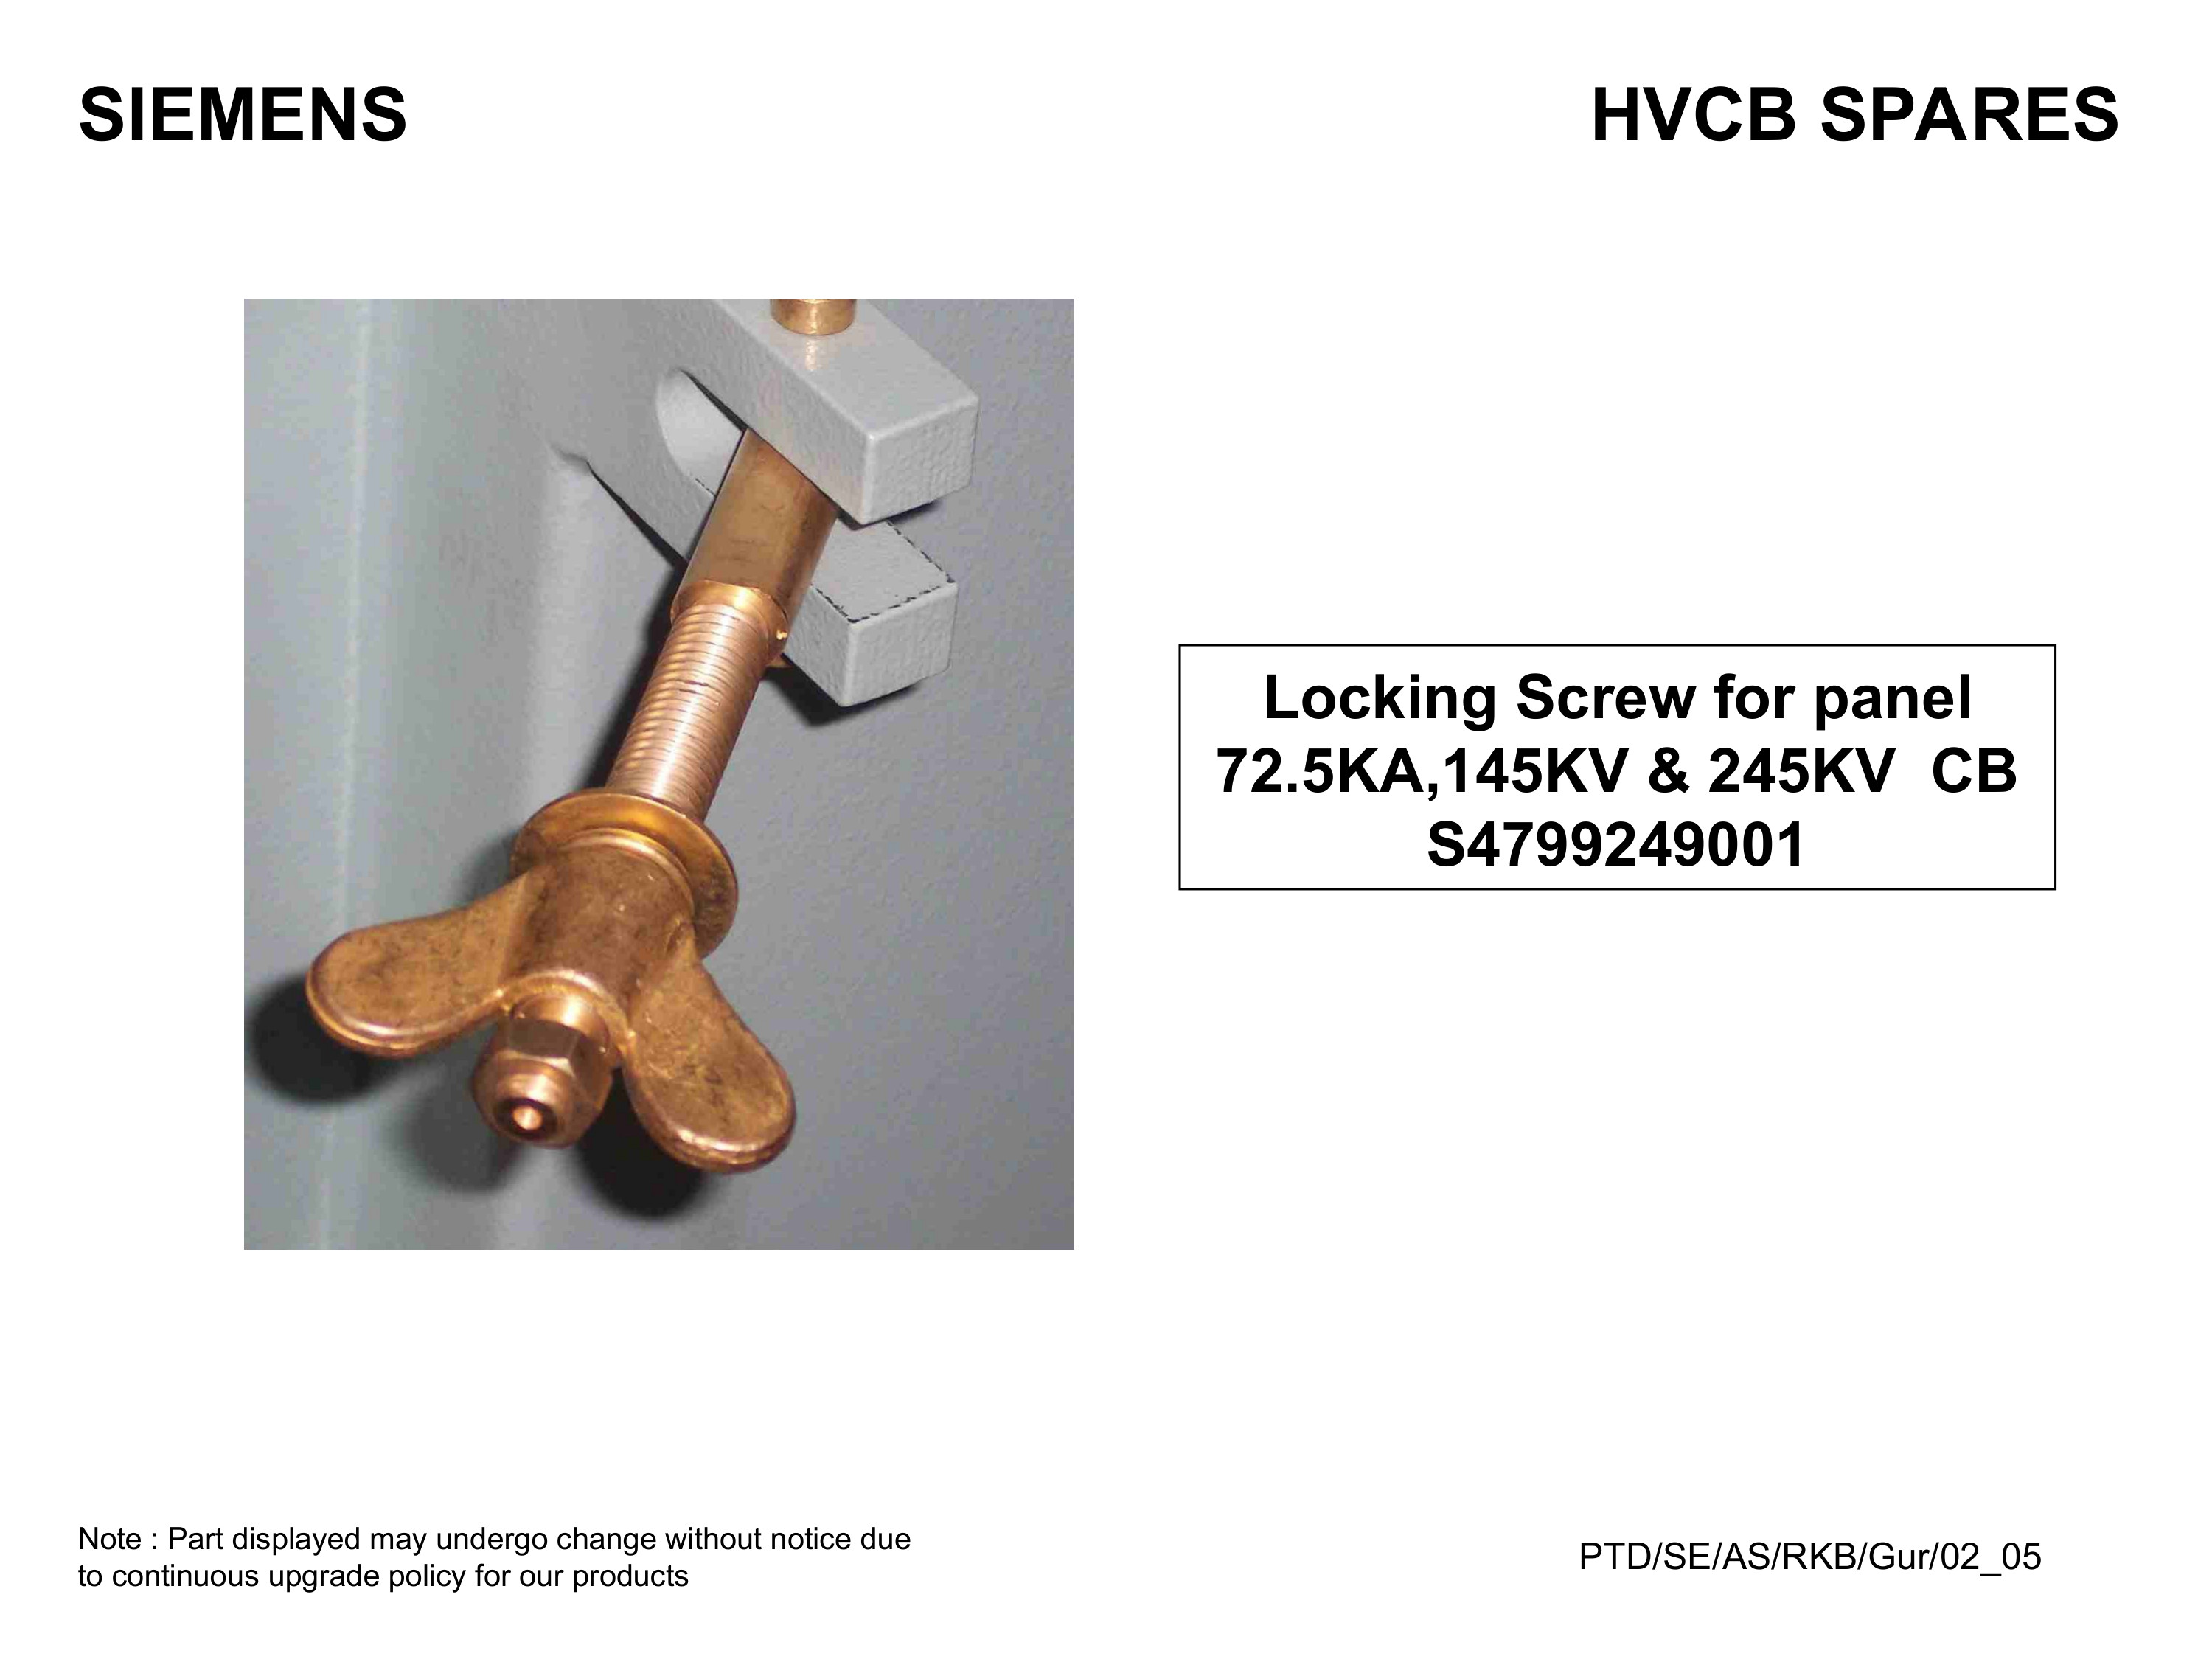 SIEMENS
HVCB SPARES
Locking Screw for panel
72.5KA,145KV & 245KV  CB
S4799249001
Note : Part displayed may undergo change without notice due
to continuous upgrade policy for our products
PTD/SE/AS/RKB/Gur/02_05